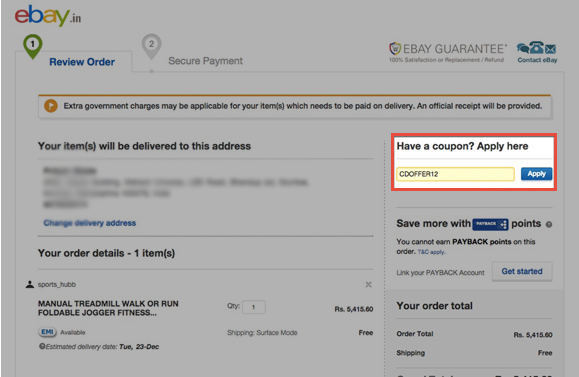 ebay.in
1
2
Review Order
Secure Payment
EBAY GUARANTEE*
100% Satisfaction or Replacement / Refund
Contact eBay
Extra government charges may be applicable for your item(s) which needs to be paid on delivery. An official receipt will be provided.
Your item(s) will be delivered to this address
Change delivery address
Your order details - 1 item(s)
sports_hubb
MANUAL TREADMILL WALK OR RUN
FOLDABLE JOGGER FITNESS...
Qty: 1
Rs. 5,415.60
EMI Available
Shipping: Surface Mode
Free
Estimated delivery date: Tue, 23-Dec
Have a coupon? Apply here
CDOFFER12
Apply
Save more with PAYBACK points
You cannot earn PAYBACK points on this
order. T&C apply.
Link your PAYBACK Account
Get started
Your order total
Order Total
Rs. 5,415.60
Shipping
Free